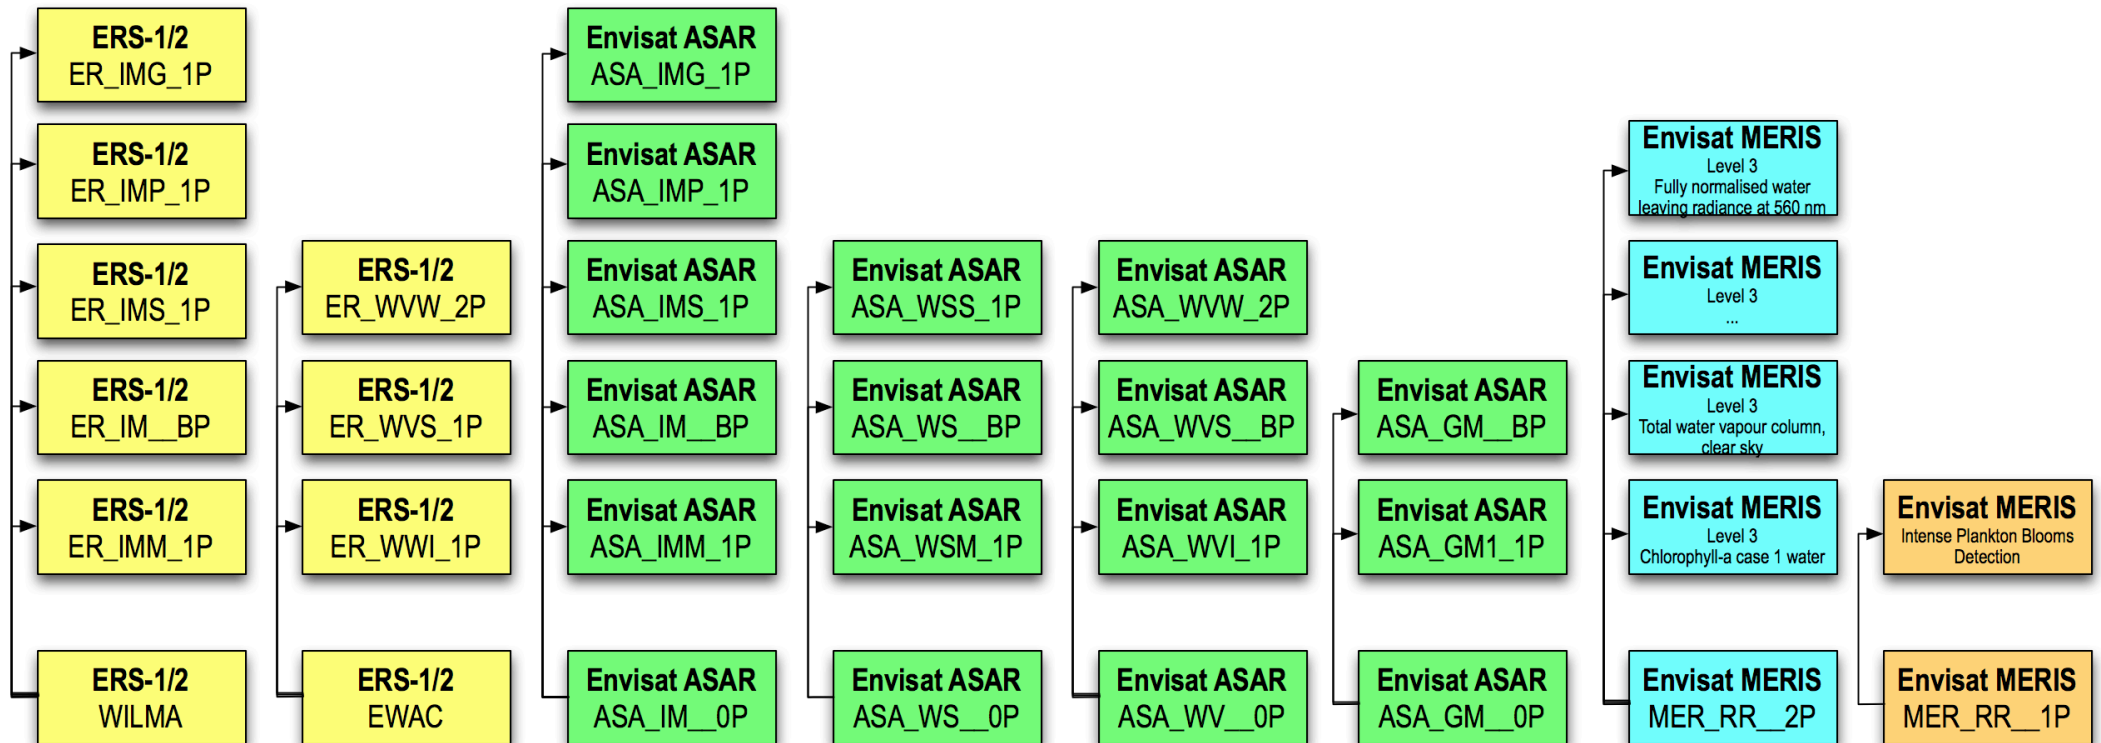 ERS-1/2
ER_IMG_1P
ERS-1/2
ER_IMP_1P
ERS-1/2
ER_IMS_1P
ERS-1/2
ER_IM__BP
ERS-1/2
ER_IMM_1P
ERS-1/2
WILMA
ERS-1/2
ER_WVW_2P
ERS-1/2
ER_WVS_1P
ERS-1/2
ER_WWI_1P
ERS-1/2
EWAC
Envisat ASAR
ASA_IMG_1P
Envisat ASAR
ASA_IMP_1P
Envisat ASAR
ASA_IMS_1P
Envisat ASAR
ASA_IM__BP
Envisat ASAR
ASA_IMM_1P
Envisat ASAR
ASA_IM__0P
Envisat ASAR
ASA_WSS_1P
Envisat ASAR
ASA_WS__BP
Envisat ASAR
ASA_WSM_1P
Envisat ASAR
ASA_WS__0P
Envisat ASAR
ASA_WVW_2P
Envisat ASAR
ASA_WVS__BP
Envisat ASAR
ASA_WVI_1P
Envisat ASAR
ASA_WV__0P
Envisat ASAR
ASA_GM__BP
Envisat ASAR
ASA_GM1_1P
Envisat ASAR
ASA_GM__0P
Envisat MERIS
Level 3
Fully normalised water
leaving radiance at 560 nm
Envisat MERIS
Level 3
...
Envisat MERIS
Level 3
Total water vapour column,
clear sky
Envisat MERIS
Level 3
Chlorophyll-a case 1 water
Envisat MERIS
MER_RR__2P
Envisat MERIS
Intense Plankton Blooms
Detection
Envisat MERIS
MER_RR__1P